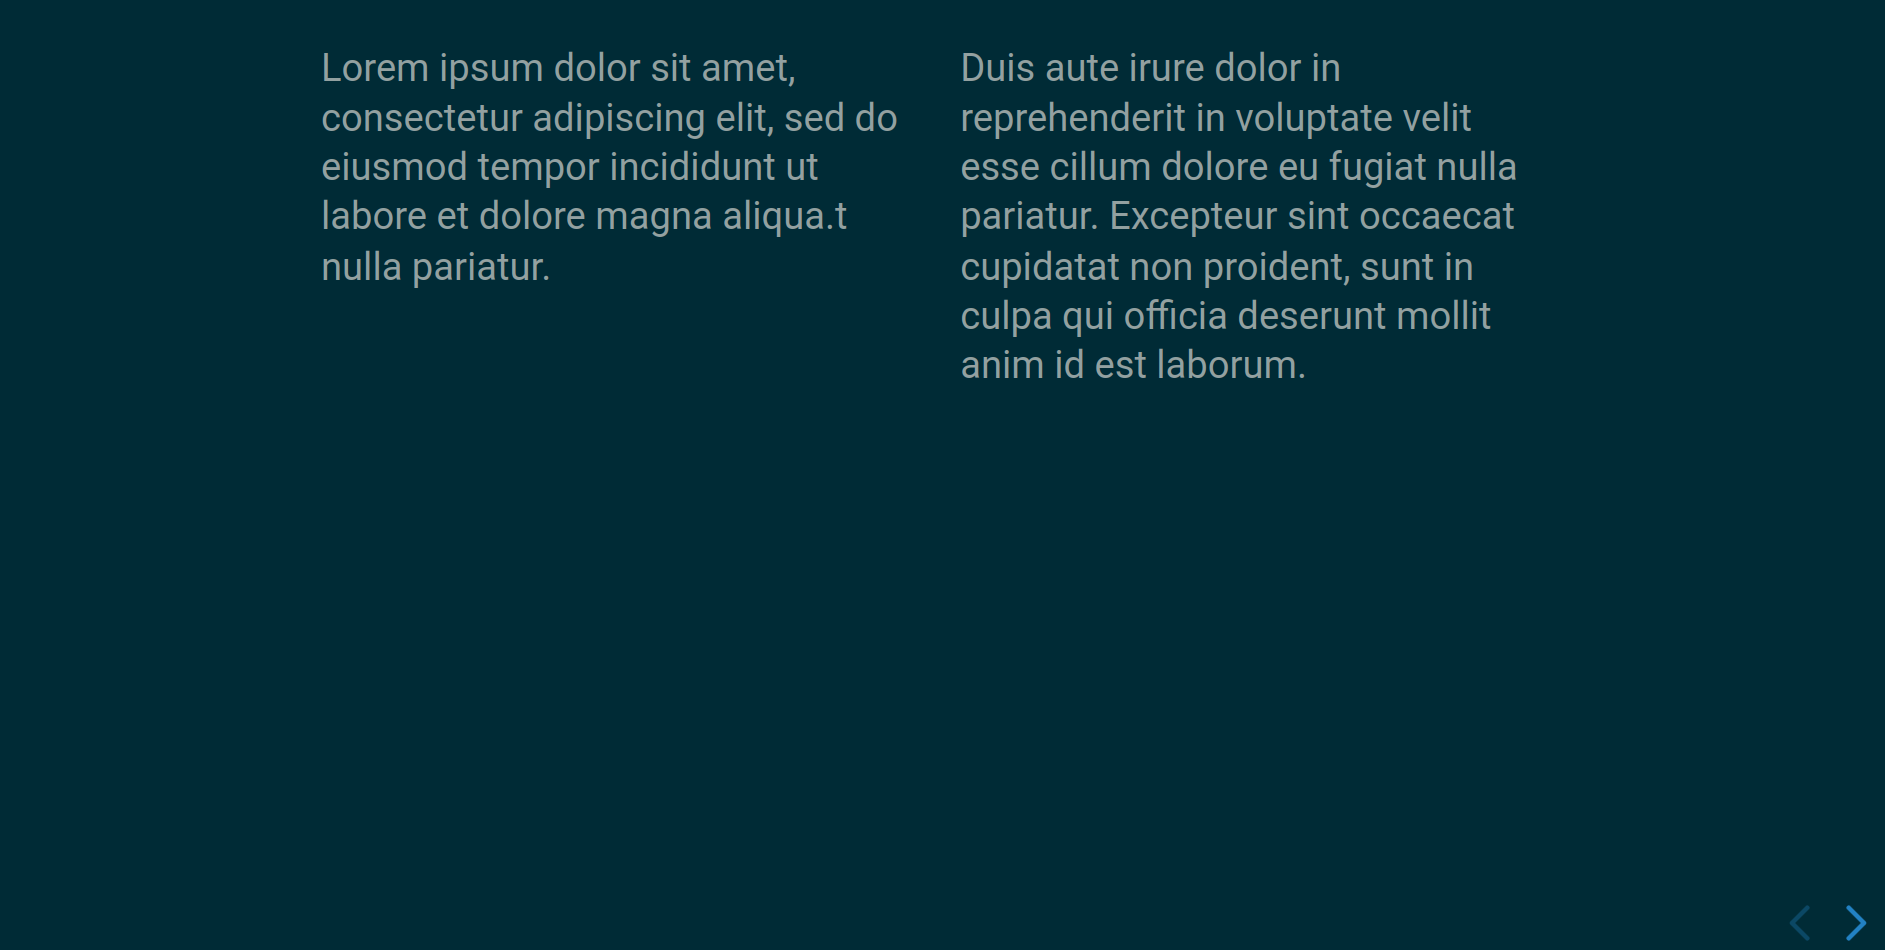 Lorem ipsum dolor sit amet,
consectetur adipiscing elit, sed do
eiusmod tempor incididunt ut
labore et dolore magna aliqua.t
nulla pariatur.
Duis aute irure dolor in
reprehenderit in voluptate velit
esse cillum dolore eu fugiat nulla
pariatur. Excepteur sint occaecat
cupidatat non proident, sunt in
culpa qui officia deserunt mollit
anim id est laborum.